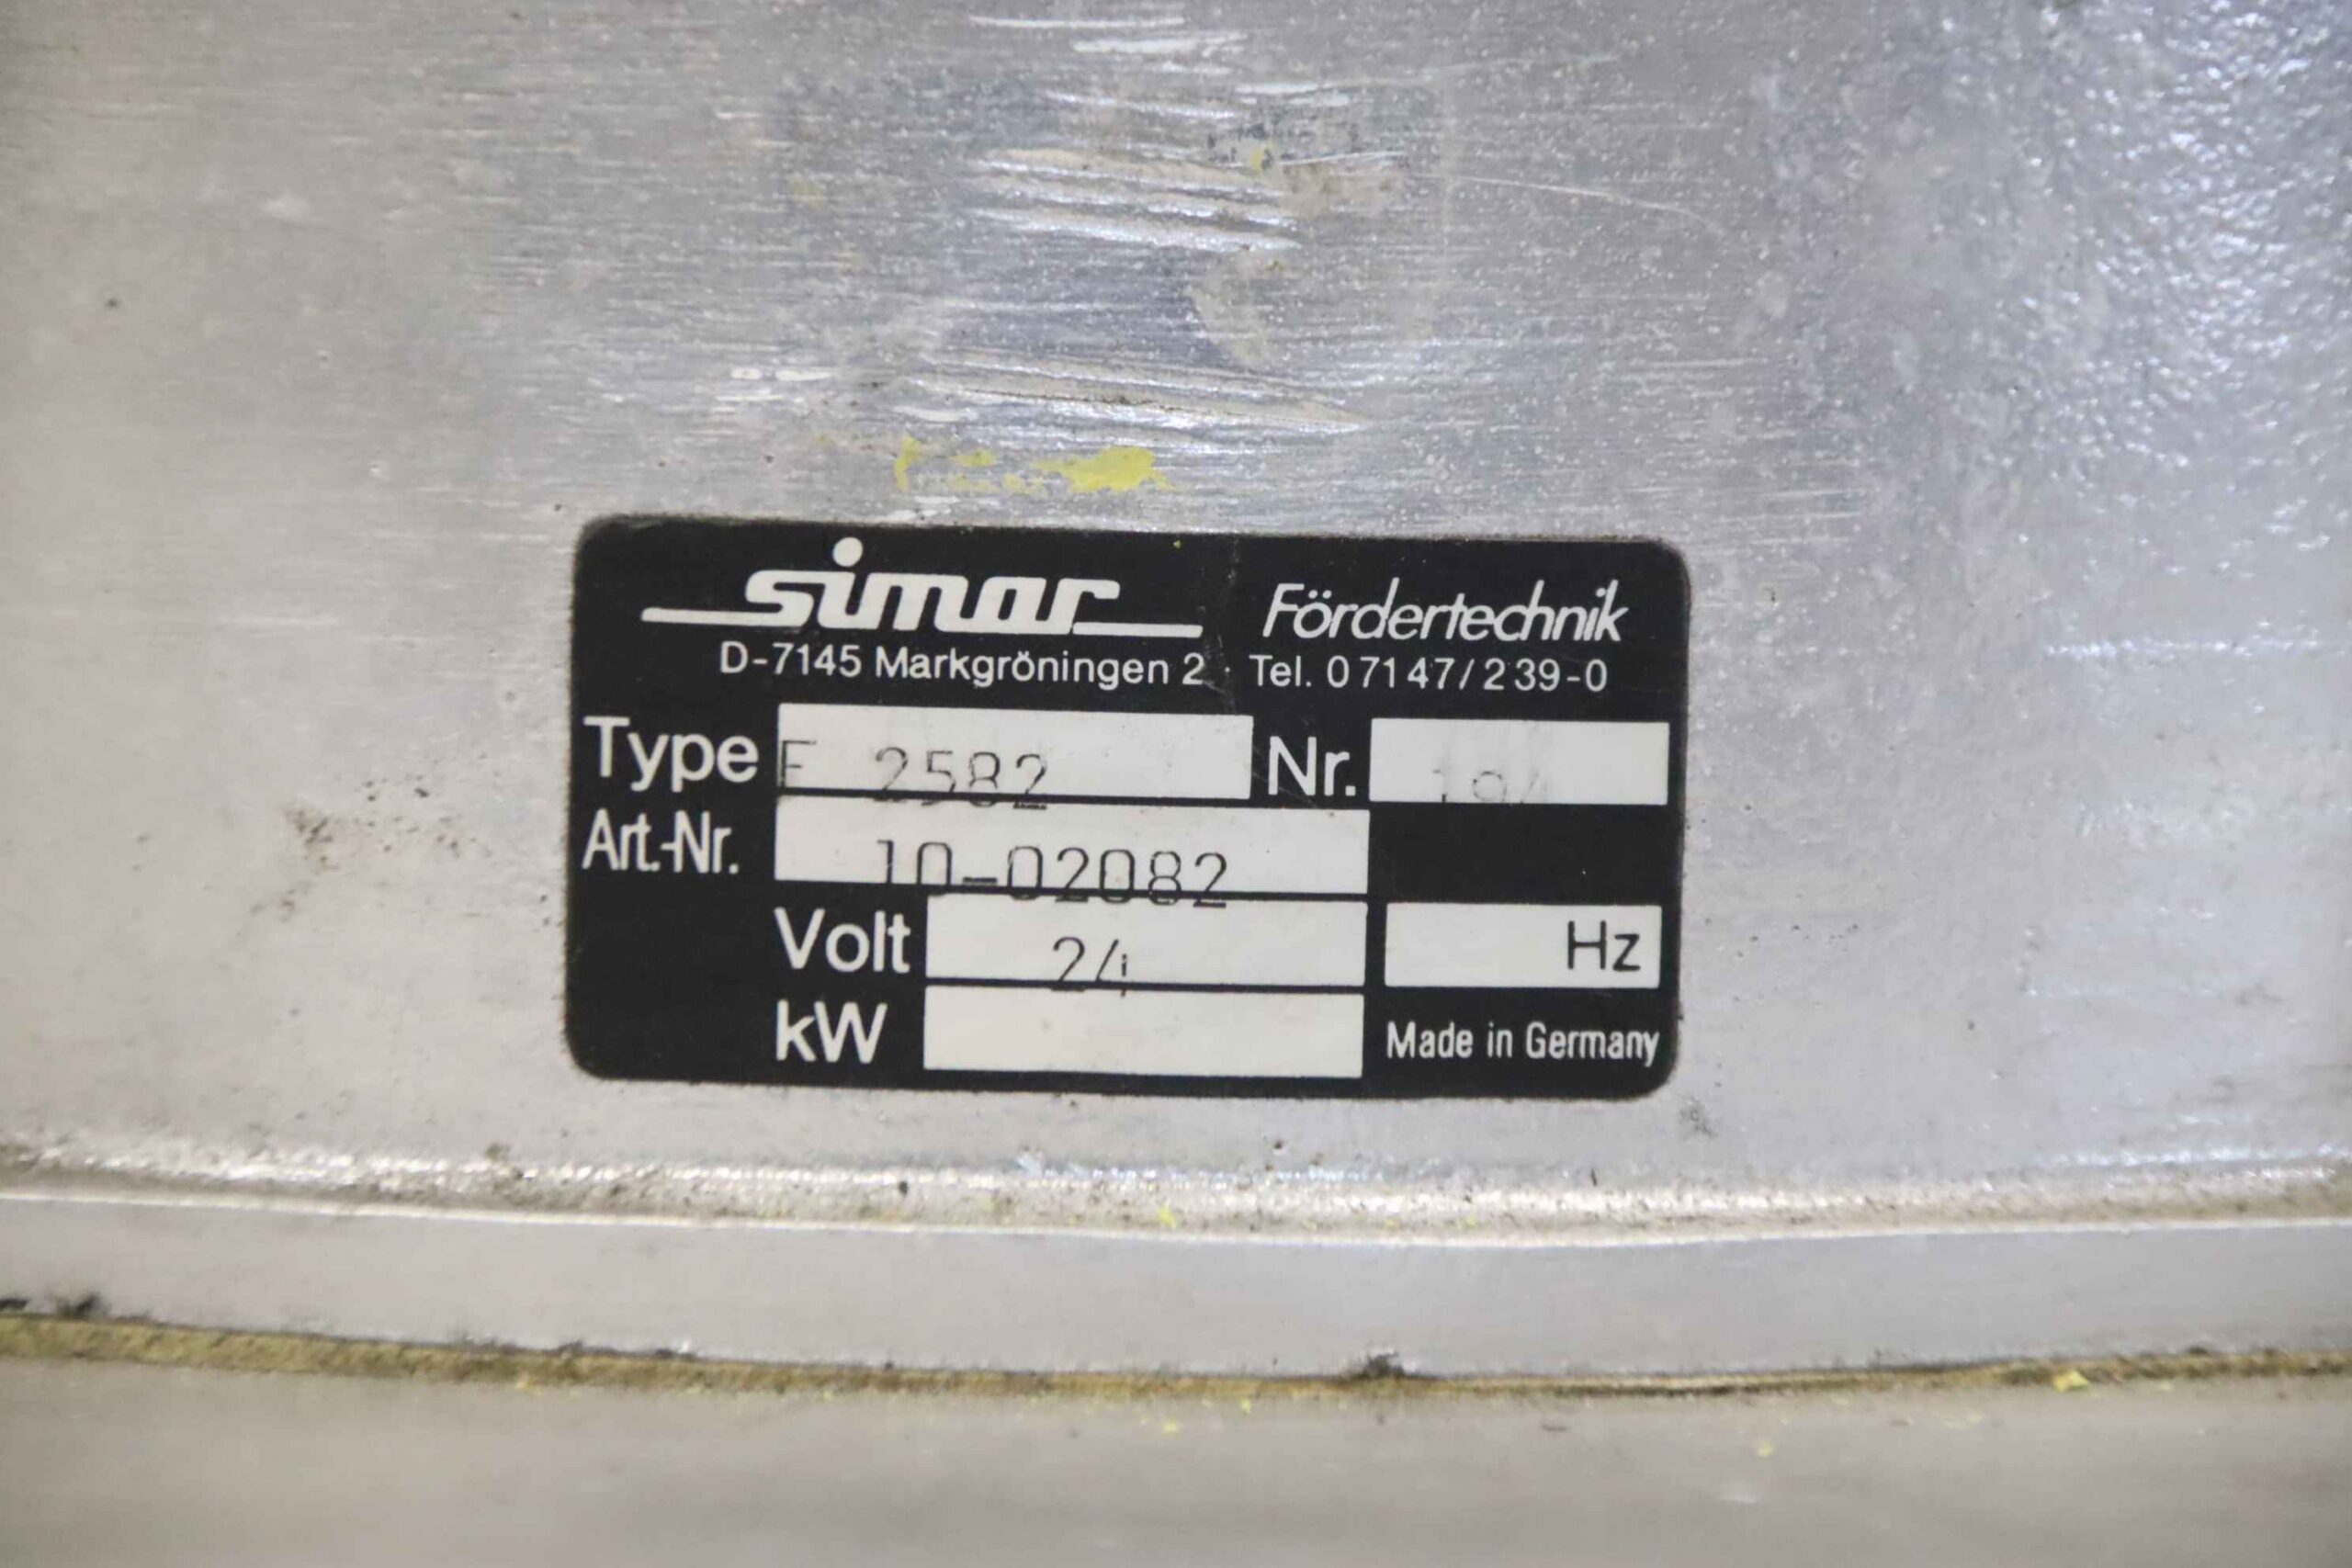 simar Fördertechnik
D-7145 Markgröningen 2 · Tel. 07147/239-0
Type 2582 Nr.
Art.-Nr. 10-02082
Volt 24 Hz
kW Made in Germany